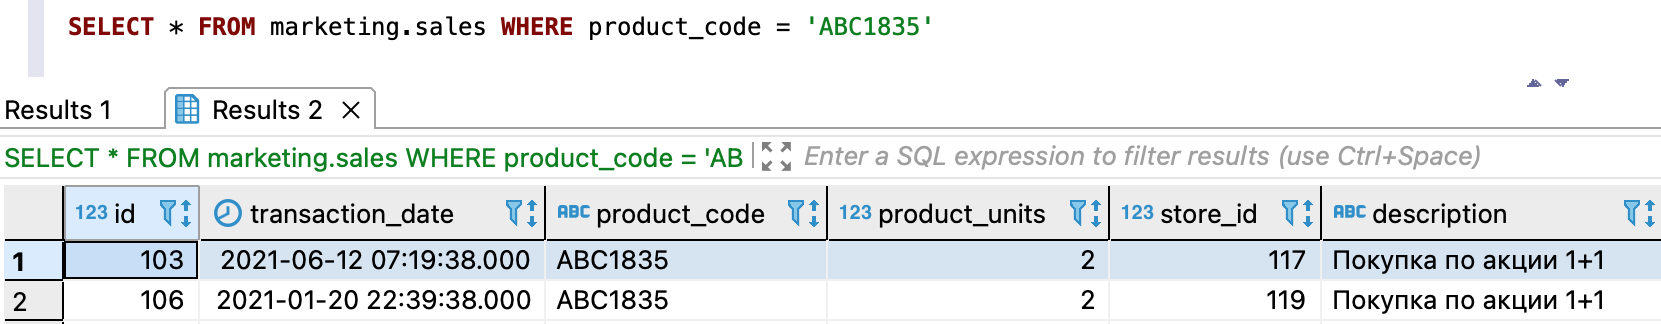 SELECT * FROM marketing.sales WHERE product_code = 'ABC1835'
Results 1 Results 2
SELECT * FROM marketing.sales WHERE product_code = 'AB Enter a SQL expression to filter results (use Ctrl+Space)
123 id transaction_date ABC product_code 123 product_units 123 store_id ABC description
1 103 2021-06-12 07:19:38.000 ABC1835 2 117 Покупка по акции 1+1
2 106 2021-01-20 22:39:38.000 ABC1835 2 119 Покупка по акции 1+1